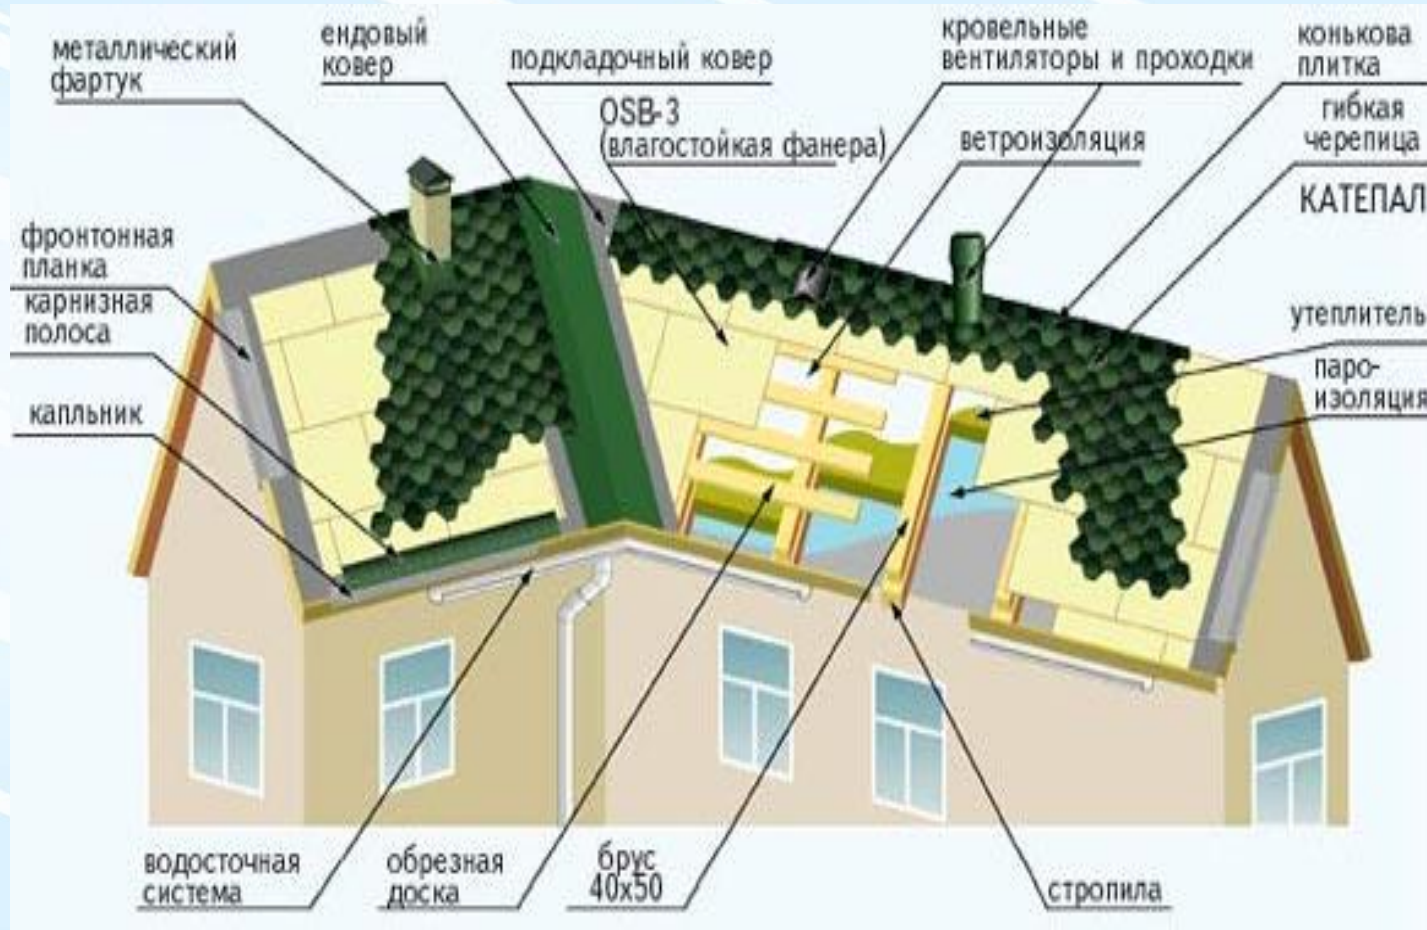 металлический
фартук
ендовый
ковер
подкладочный ковер
OSB-3
(влагостойкая фанера)
кровельные
вентиляторы и проходки
ветроизоляция
конькова
плитка
гибкая
черепица
КАТЕПАЛ
фронтонная
планка
карнизная
полоса
капльник
утеплитель
паро-
изоляция
водосточная
система
обрезная
доска
брус
40х50
стропила